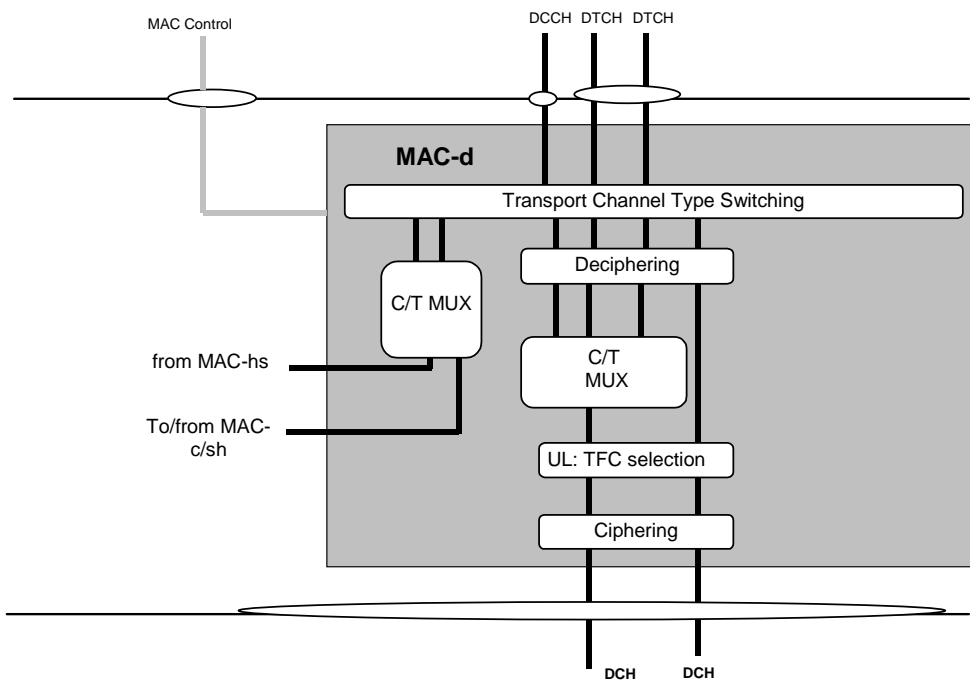 MAC Control
DCCH DTCH DTCH
MAC-d
Transport Channel Type Switching
Deciphering
C/T MUX
from MAC-hs
C/T
MUX
To/from MAC-
c/sh
UL: TFC selection
Ciphering
DCH
DCH